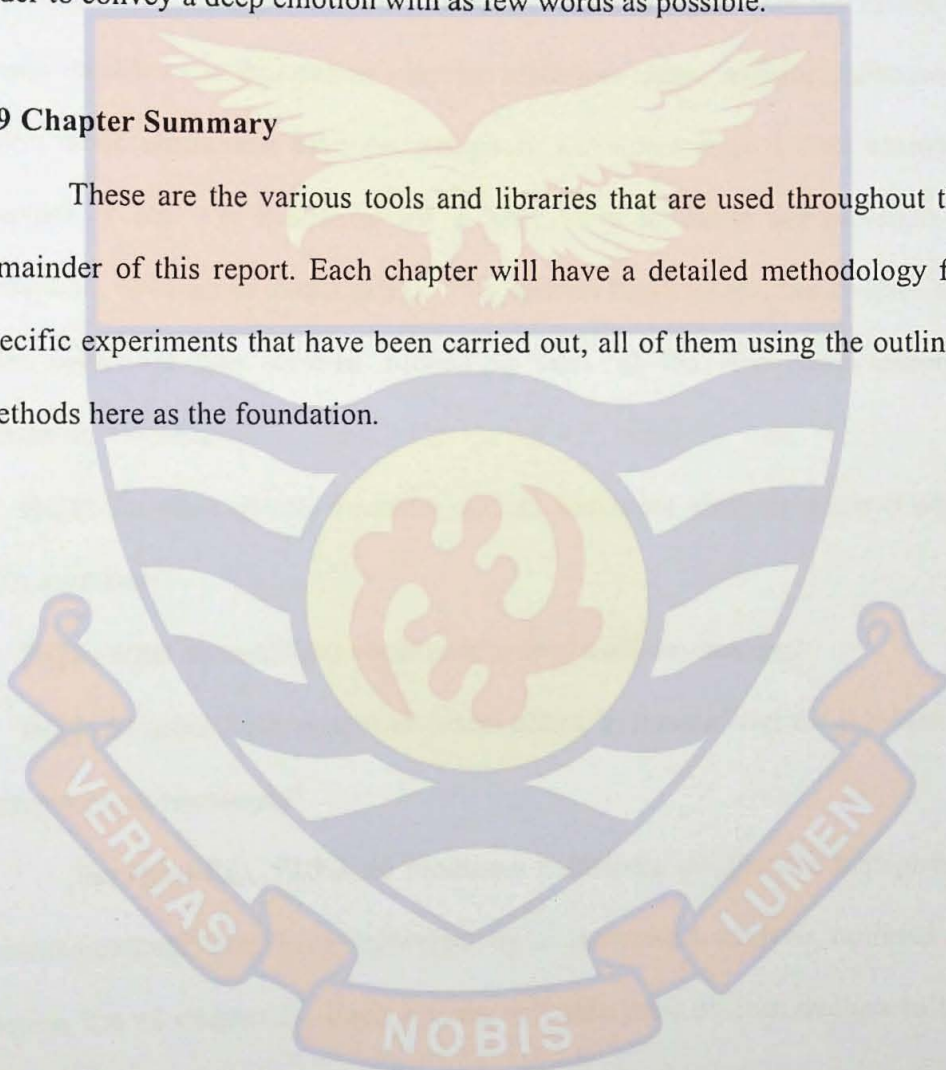 to convey a deep emotion with as few words as possible.
9 Chapter Summary
These are the various tools and libraries that are used throughout t
mainder of this report. Each chapter will have a detailed methodology f
ecific experiments that have been carried out, all of them using the outlin
ethods here as the foundation.
VERITAS
NOBIS
LUMEN